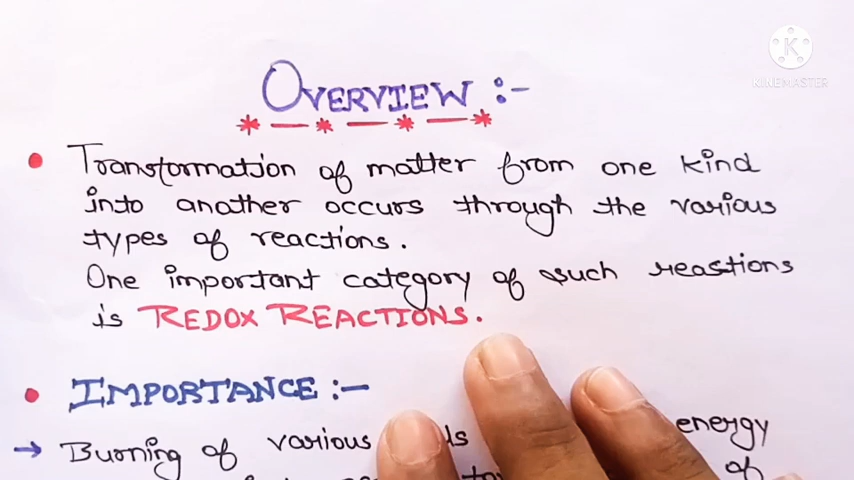 K
KINEMASTER
OVERVIEW :-
• Transformation of matter from one kind
into another occurs through the various
types of reactions.
One important category of such reactions
is REDOX REACTIONS.
• IMPORTANCE :-
→ Burning of various energy
of